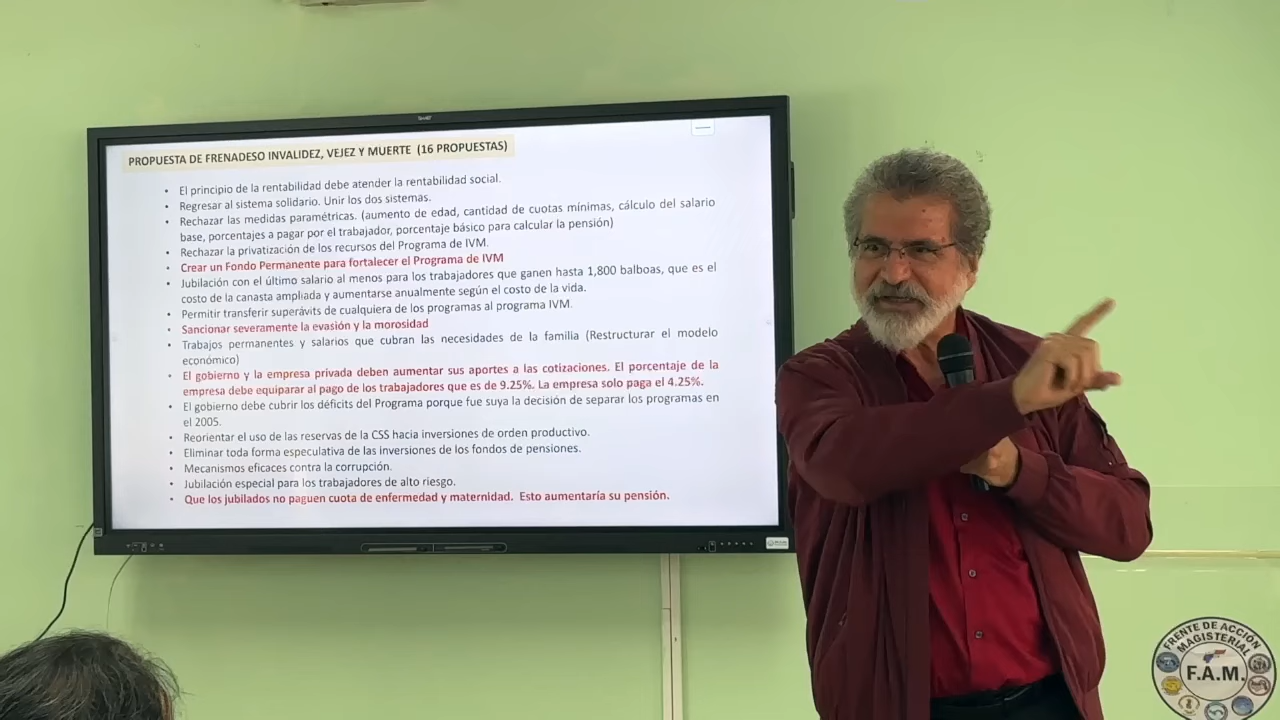 PROPUESTA DE FRENADESO INVALIDEZ, VEJEZ Y MUERTE (16 PROPUESTAS)
• El principio de la rentabilidad debe atender la rentabilidad social.
• Regresar al sistema solidario. Unir los dos sistemas.
• Rechazar las medidas paramétricas. (aumento de edad, cantidad de cuotas mínimas, cálculo del salario
base, porcentajes a pagar por el trabajador, porcentaje básico para calcular la pensión)
• Rechazar la privatización de los recursos del Programa de IVM.
• Crear un Fondo Permanente para fortalecer el Programa de IVM
• Jubilación con el último salario al menos para los trabajadores que ganen hasta 1,800 balboas, que es el
costo de la canasta ampliada y aumentarse anualmente según el costo de la vida.
• Permitir transferir superávits de cualquiera de los programas al programa IVM.
• Sancionar severamente la evasión y la morosidad
• Trabajos permanentes y salarios que cubran las necesidades de la familia (Restructurar el modelo
económico)
• El gobierno y la empresa privada deben aumentar sus aportes a las cotizaciones. El porcentaje de la
empresa debe equiparar al pago de los trabajadores que es de 9.25%. La empresa solo paga el 4.25%.
• El gobierno debe cubrir los déficits del Programa porque fue suya la decisión de separar los programas en
el 2005.
• Reorientar el uso de las reservas de la CSS hacia inversiones de orden productivo.
• Eliminar toda forma especulativa de las inversiones de los fondos de pensiones.
• Mecanismos eficaces contra la corrupción.
• Jubilación especial para los trabajadores de alto riesgo.
• Que los jubilados no paguen cuota de enfermedad y maternidad. Esto aumentaría su pensión.
FRENTE DE ACCIÓN
MAGISTERIAL
F.A.M.